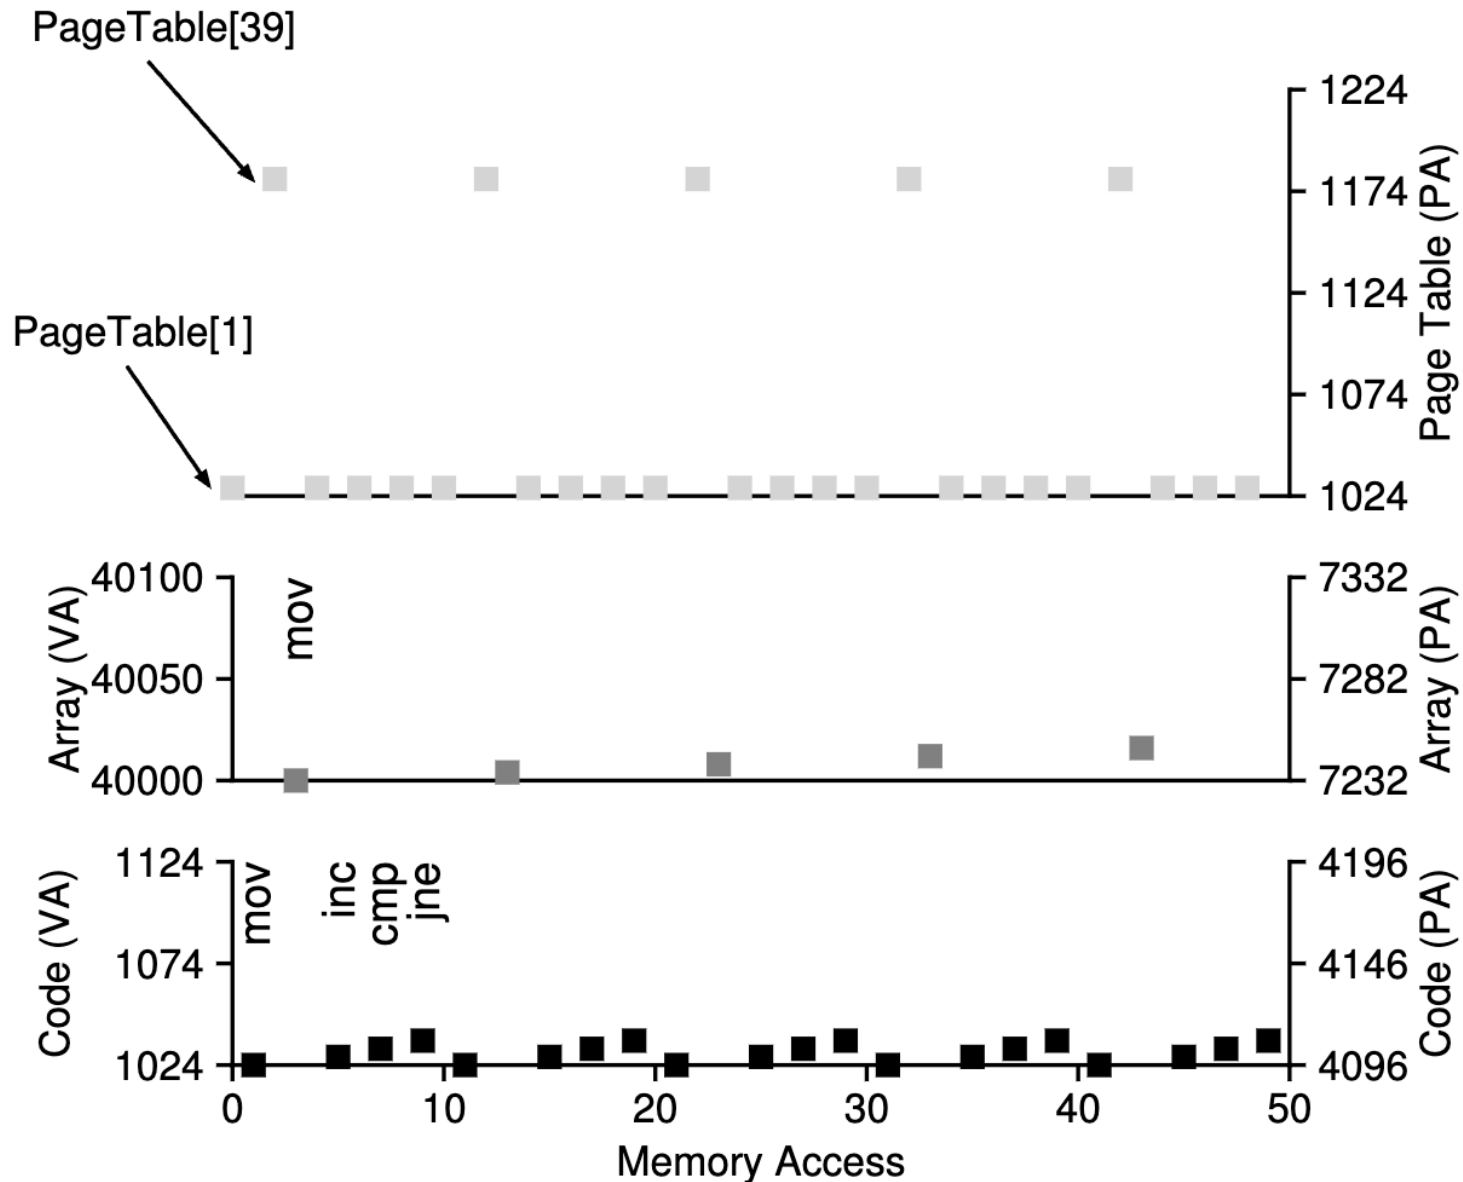 PageTable[39]
1224
1174
1124
1074
1024
Page Table (PA)
PageTable[1]
40100
40050
40000
Array (VA)
mov
7332
7282
7232
Array (PA)
1124
1074
1024
Code (VA)
mov
inc
cmp
jne
4196
4146
4096
Code (PA)
0 10 20 30 40 50
Memory Access